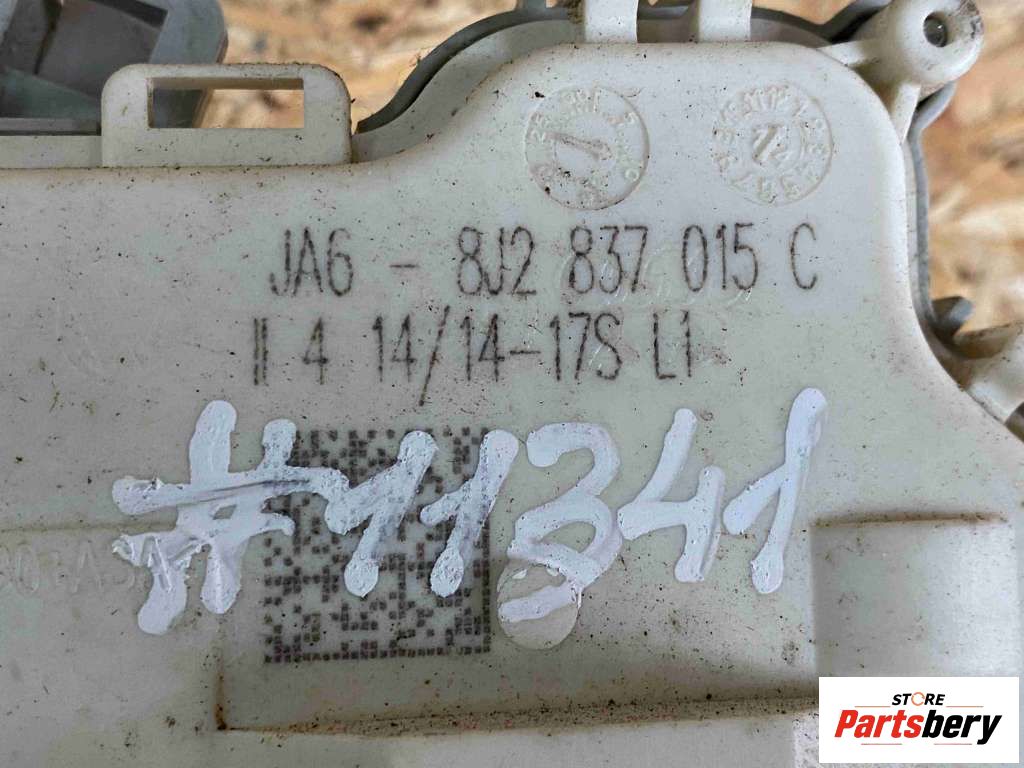 JA6 - 8J2 837 015 C
II 4 14/14-17S L1
#11341
STORE
Partsbery